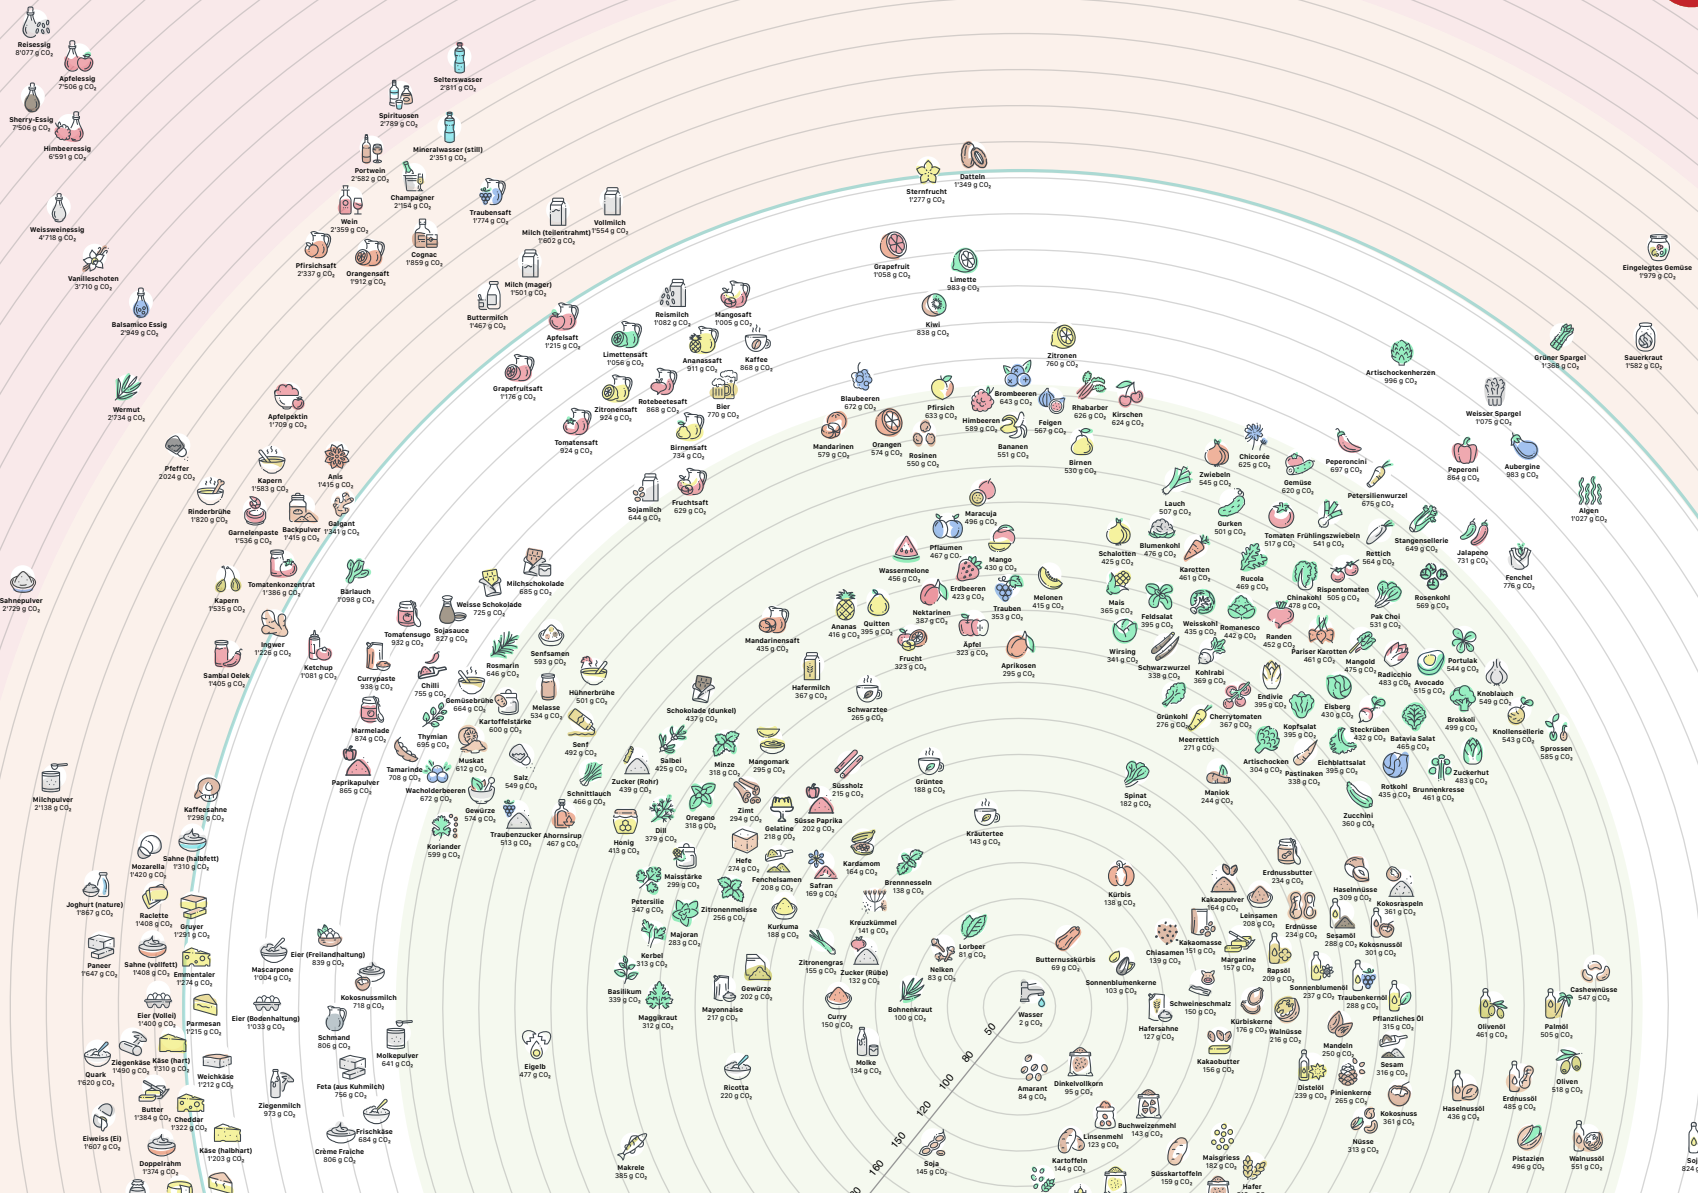 Reisessig
8'077 g CO₂
Apfelessig
7'506 g CO₂
Sherry-Essig
7'506 g CO₂
Himbeeressig
6'591 g CO₂
Weissweinessig
4'718 g CO₂
Vanilleschoten
3'710 g CO₂
Balsamico Essig
2'949 g CO₂
Wermut
2'734 g CO₂
Sahnepulver
2'729 g CO₂
Milchpulver
2'138 g CO₂
Selterswasser
2'811 g CO₂
Spirituosen
2'789 g CO₂
Mineralwasser (still)
2'351 g CO₂
Portwein
2'582 g CO₂
Champagner
2'154 g CO₂
Wein
2'359 g CO₂
Traubensaft
1'774 g CO₂
Milch (teilentrahmt)
1'602 g CO₂
Vollmilch
1'554 g CO₂
Pfirsichsaft
2'337 g CO₂
Orangensaft
1'912 g CO₂
Cognac
1'859 g CO₂
Milch (mager)
1'501 g CO₂
Buttermilch
1'467 g CO₂
Apfelsaft
1'215 g CO₂
Reismilch
1'082 g CO₂
Mangosaft
1'005 g CO₂
Limettensaft
1'056 g CO₂
Ananassaft
911 g CO₂
Kaffee
868 g CO₂
Grapefruitsaft
1'176 g CO₂
Zitronensaft
924 g CO₂
Rotebeetesaft
868 g CO₂
Bier
770 g CO₂
Tomatensaft
924 g CO₂
Birnensaft
734 g CO₂
Sojamilch
644 g CO₂
Fruchtsaft
629 g CO₂
Datteln
1'349 g CO₂
Sternfrucht
1'277 g CO₂
Grapefruit
1'058 g CO₂
Limette
983 g CO₂
Kiwi
838 g CO₂
Zitronen
760 g CO₂
Blaubeeren
672 g CO₂
Pfirsich
633 g CO₂
Brombeeren
643 g CO₂
Himbeeren
589 g CO₂
Feigen
567 g CO₂
Rhabarber
626 g CO₂
Kirschen
624 g CO₂
Mandarinen
579 g CO₂
Orangen
574 g CO₂
Rosinen
550 g CO₂
Bananen
551 g CO₂
Birnen
530 g CO₂
Maracuja
496 g CO₂
Pflaumen
467 g CO₂
Mango
430 g CO₂
Wassermelone
456 g CO₂
Erdbeeren
423 g CO₂
Trauben
353 g CO₂
Melonen
415 g CO₂
Nektarinen
387 g CO₂
Ananas
416 g CO₂
Quitten
395 g CO₂
Frucht
323 g CO₂
Äpfel
323 g CO₂
Aprikosen
295 g CO₂
Mandarinensaft
435 g CO₂
Hafermilch
367 g CO₂
Schwarztee
265 g CO₂
Grüntee
188 g CO₂
Kräutertee
143 g CO₂
Eingelegtes Gemüse
1'979 g CO₂
Grüner Spargel
1'368 g CO₂
Sauerkraut
1'582 g CO₂
Artischockenherzen
996 g CO₂
Weisser Spargel
1'075 g CO₂
Peperoni
864 g CO₂
Aubergine
983 g CO₂
Algen
1'027 g CO₂
Chicorée
625 g CO₂
Peperoncini
697 g CO₂
Zwiebeln
545 g CO₂
Gemüse
620 g CO₂
Petersilienwurzel
675 g CO₂
Lauch
507 g CO₂
Gurken
501 g CO₂
Tomaten
517 g CO₂
Frühlingszwiebeln
541 g CO₂
Stangensellerie
649 g CO₂
Rettich
564 g CO₂
Jalapeno
731 g CO₂
Fenchel
776 g CO₂
Schalotten
425 g CO₂
Blumenkohl
476 g CO₂
Karotten
461 g CO₂
Rucola
469 g CO₂
Chinakohl
478 g CO₂
Rispentomaten
505 g CO₂
Rosenkohl
569 g CO₂
Mais
365 g CO₂
Feldsalat
395 g CO₂
Weisskohl
435 g CO₂
Romanesco
442 g CO₂
Randen
452 g CO₂
Pariser Karotten
461 g CO₂
Pak Choi
531 g CO₂
Wirsing
341 g CO₂
Schwarzwurzel
338 g CO₂
Kohlrabi
369 g CO₂
Mangold
475 g CO₂
Radicchio
483 g CO₂
Avocado
515 g CO₂
Portulak
544 g CO₂
Knoblauch
549 g CO₂
Grünkohl
276 g CO₂
Meerrettich
271 g CO₂
Cherrytomaten
367 g CO₂
Endivie
395 g CO₂
Kopfsalat
395 g CO₂
Eisberg
430 g CO₂
Steckrüben
432 g CO₂
Batavia Salat
465 g CO₂
Brokkoli
499 g CO₂
Knollensellerie
543 g CO₂
Sprossen
585 g CO₂
Artischocken
304 g CO₂
Pastinaken
338 g CO₂
Eichblattsalat
395 g CO₂
Rotkohl
435 g CO₂
Brunnenkresse
461 g CO₂
Zuckerhut
483 g CO₂
Spinat
182 g CO₂
Maniok
244 g CO₂
Zucchini
360 g CO₂
Kürbis
138 g CO₂
Butternusskürbis
69 g CO₂
Apfelpektin
1'709 g CO₂
Pfeffer
2024 g CO₂
Kapern
1'583 g CO₂
Anis
1'415 g CO₂
Rinderbrühe
1'820 g CO₂
Garnelenpaste
1'536 g CO₂
Backpulver
1'415 g CO₂
Galgant
1'341 g CO₂
Kapern
1'535 g CO₂
Tomatenkonzentrat
1'386 g CO₂
Bärlauch
1'098 g CO₂
Ingwer
1'226 g CO₂
Sambal Oelek
1'405 g CO₂
Ketchup
1'081 g CO₂
Tomatensugo
932 g CO₂
Sojasauce
827 g CO₂
Weisse Schokolade
725 g CO₂
Milchschokolade
685 g CO₂
Currypaste
938 g CO₂
Chilli
755 g CO₂
Rosmarin
646 g CO₂
Senfsamen
593 g CO₂
Gemüsebrühe
664 g CO₂
Hühnerbrühe
501 g CO₂
Marmelade
874 g CO₂
Thymian
695 g CO₂
Kartoffelstärke
600 g CO₂
Melasse
534 g CO₂
Senf
492 g CO₂
Schokolade (dunkel)
437 g CO₂
Paprikapulver
865 g CO₂
Tamarinde
708 g CO₂
Muskat
612 g CO₂
Salz
549 g CO₂
Wacholderbeeren
672 g CO₂
Gewürze
574 g CO₂
Schnittlauch
466 g CO₂
Zucker (Rohr)
439 g CO₂
Salbei
425 g CO₂
Minze
318 g CO₂
Mangomark
295 g CO₂
Koriander
599 g CO₂
Traubenzucker
513 g CO₂
Ahornsirup
467 g CO₂
Honig
413 g CO₂
Dill
379 g CO₂
Oregano
318 g CO₂
Zimt
294 g CO₂
Gelatine
218 g CO₂
Süssholz
215 g CO₂
Süsse Paprika
202 g CO₂
Hefe
274 g CO₂
Maisstärke
299 g CO₂
Fenchelsamen
208 g CO₂
Safran
169 g CO₂
Kardamom
164 g CO₂
Brennnesseln
138 g CO₂
Petersilie
347 g CO₂
Zitronenmelisse
256 g CO₂
Kurkuma
188 g CO₂
Kreuzkümmel
141 g CO₂
Majoran
283 g CO₂
Kerbel
313 g CO₂
Zitronengras
155 g CO₂
Zucker (Rübe)
132 g CO₂
Nelken
83 g CO₂
Lorbeer
81 g CO₂
Basilikum
339 g CO₂
Maggikraut
312 g CO₂
Mayonnaise
217 g CO₂
Gewürze
202 g CO₂
Curry
150 g CO₂
Bohnenkraut
100 g CO₂
Wasser
2 g CO₂
Kaffeesahne
1'298 g CO₂
Mozarella
1'420 g CO₂
Sahne (halbfett)
1'310 g CO₂
Joghurt (nature)
1'867 g CO₂
Raclette
1'408 g CO₂
Gruyer
1'291 g CO₂
Paneer
1'647 g CO₂
Sahne (vollfett)
1'408 g CO₂
Emmentaler
1'274 g CO₂
Mascarpone
1'004 g CO₂
Eier (Freilandhaltung)
839 g CO₂
Kokosnussmilch
718 g CO₂
Eier (Vollei)
1'400 g CO₂
Parmesan
1'215 g CO₂
Eier (Bodenhaltung)
1'033 g CO₂
Schmand
806 g CO₂
Molkepulver
641 g CO₂
Quark
1'620 g CO₂
Ziegenkäse
1'490 g CO₂
Käse (hart)
1'310 g CO₂
Weichkäse
1'212 g CO₂
Feta (aus Kuhmilch)
756 g CO₂
Eigelb
477 g CO₂
Butter
1'384 g CO₂
Cheddar
1'322 g CO₂
Ziegenmilch
973 g CO₂
Frischkäse
684 g CO₂
Eiweiss (Ei)
1'607 g CO₂
Käse (halbhart)
1'203 g CO₂
Crème Fraîche
806 g CO₂
Doppelrahm
1'374 g CO₂
Ricotta
220 g CO₂
Molke
134 g CO₂
Makrele
385 g CO₂
Soja
145 g CO₂
50
80
100
120
150
160
Erdnussbutter
234 g CO₂
Kakaopulver
164 g CO₂
Haselnüsse
309 g CO₂
Kokosraspeln
361 g CO₂
Leinsamen
208 g CO₂
Erdnüsse
234 g CO₂
Sesamöl
288 g CO₂
Kokosnussöl
301 g CO₂
Chiasamen
139 g CO₂
Kakaomasse
151 g CO₂
Margarine
157 g CO₂
Rapsöl
209 g CO₂
Sonnenblumenkerne
103 g CO₂
Schweineschmalz
150 g CO₂
Sonnenblumenöl
237 g CO₂
Traubenkernöl
288 g CO₂
Pflanzliches Öl
315 g CO₂
Cashewnüsse
547 g CO₂
Hafersahne
127 g CO₂
Kürbiskerne
176 g CO₂
Walnüsse
216 g CO₂
Mandeln
250 g CO₂
Olivenöl
461 g CO₂
Palmöl
505 g CO₂
Kakaobutter
156 g CO₂
Sesam
316 g CO₂
Amarant
84 g CO₂
Dinkelvollkorn
95 g CO₂
Distelöl
239 g CO₂
Pinienkerne
265 g CO₂
Kokosnuss
361 g CO₂
Haselnussöl
436 g CO₂
Erdnussöl
485 g CO₂
Oliven
518 g CO₂
Linsenmehl
123 g CO₂
Buchweizenmehl
143 g CO₂
Nüsse
313 g CO₂
Kartoffeln
144 g CO₂
Süsskartoffeln
159 g CO₂
Maisgriess
182 g CO₂
Hafer
Pistazien
496 g CO₂
Walnussöl
551 g CO₂